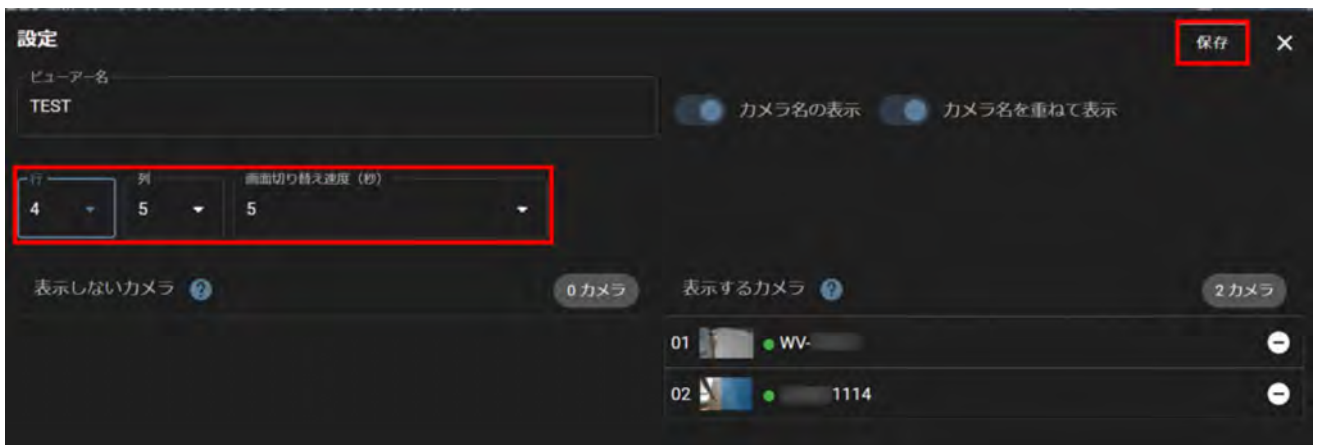 設定
保存
ビューアー名
TEST
カメラ名の表示
カメラ名を重ねて表示
行
列
画面切り替え速度（秒）
4
5
5
表示しないカメラ
0カメラ
表示するカメラ
2カメラ
01
WV-
02
1114